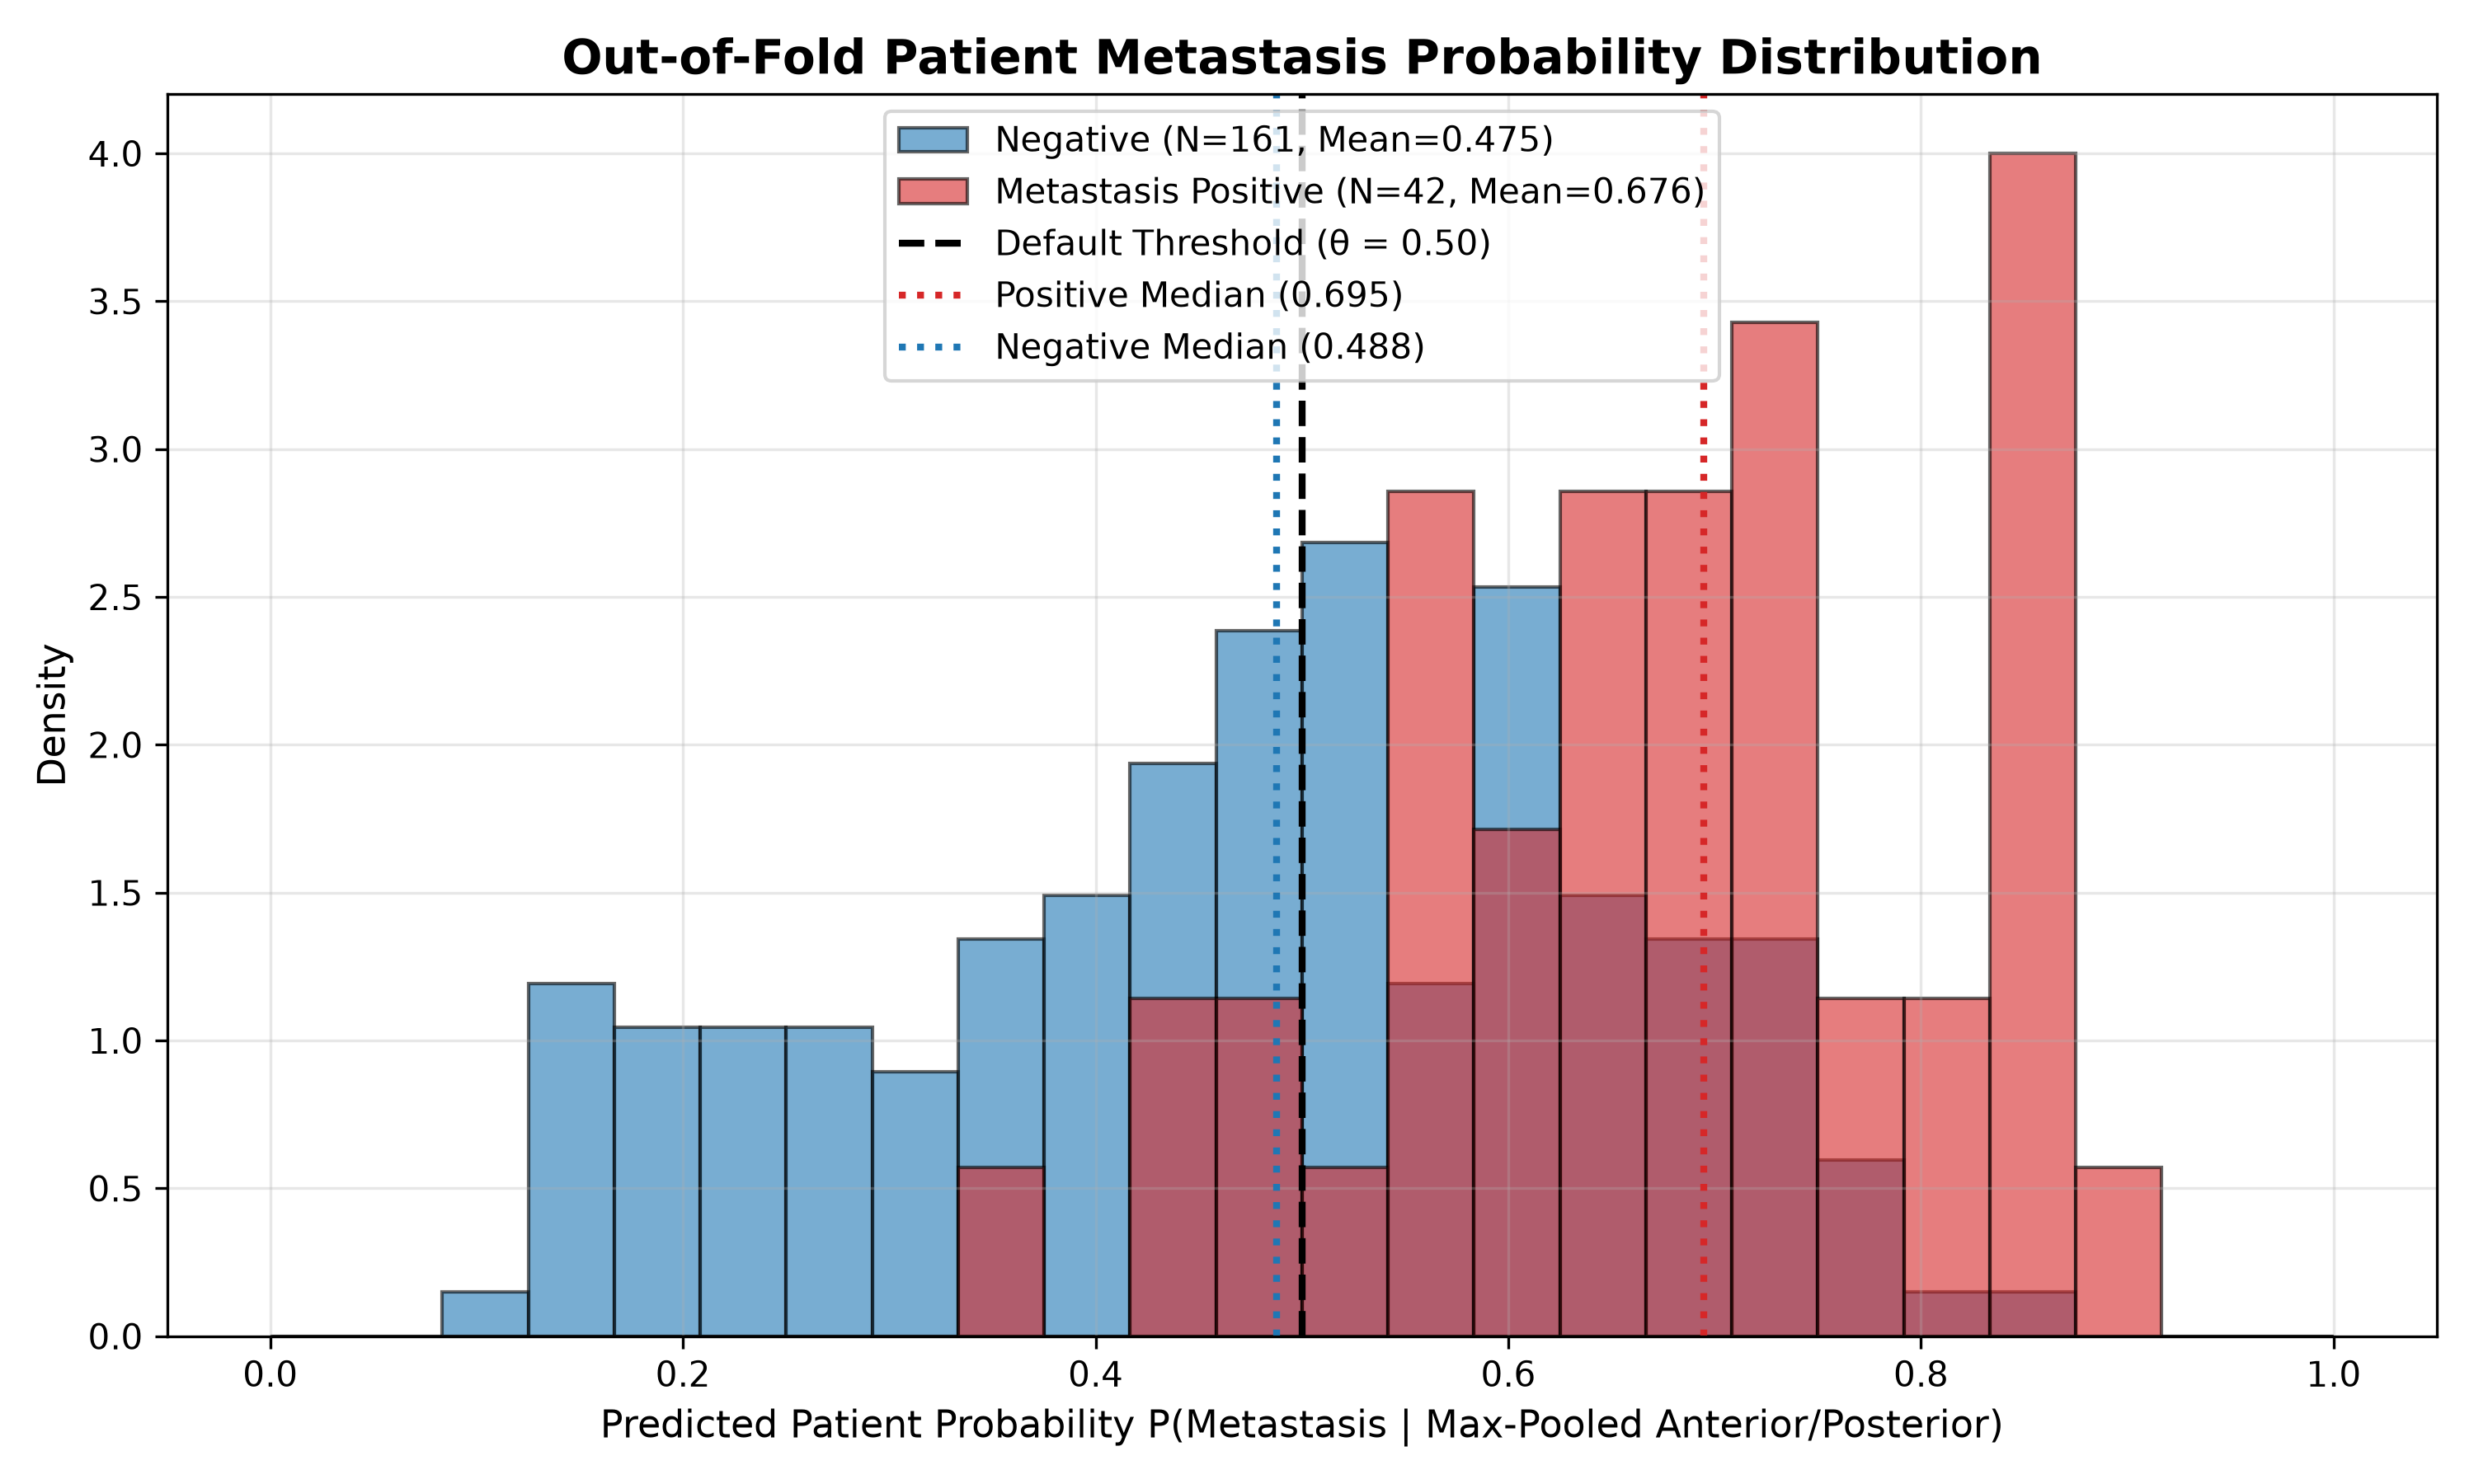 Out-of-Fold Patient Metastasis Probability Distribution
Negative (N=161, Mean=0.475)
Metastasis Positive (N=42, Mean=0.676)
Default Threshold (θ = 0.50)
Positive Median (0.695)
Negative Median (0.488)
Density
4.0
3.5
3.0
2.5
2.0
1.5
1.0
0.5
0.0
0.0 0.2 0.4 0.6 0.8 1.0
Predicted Patient Probability P(Metastasis | Max-Pooled Anterior/Posterior)